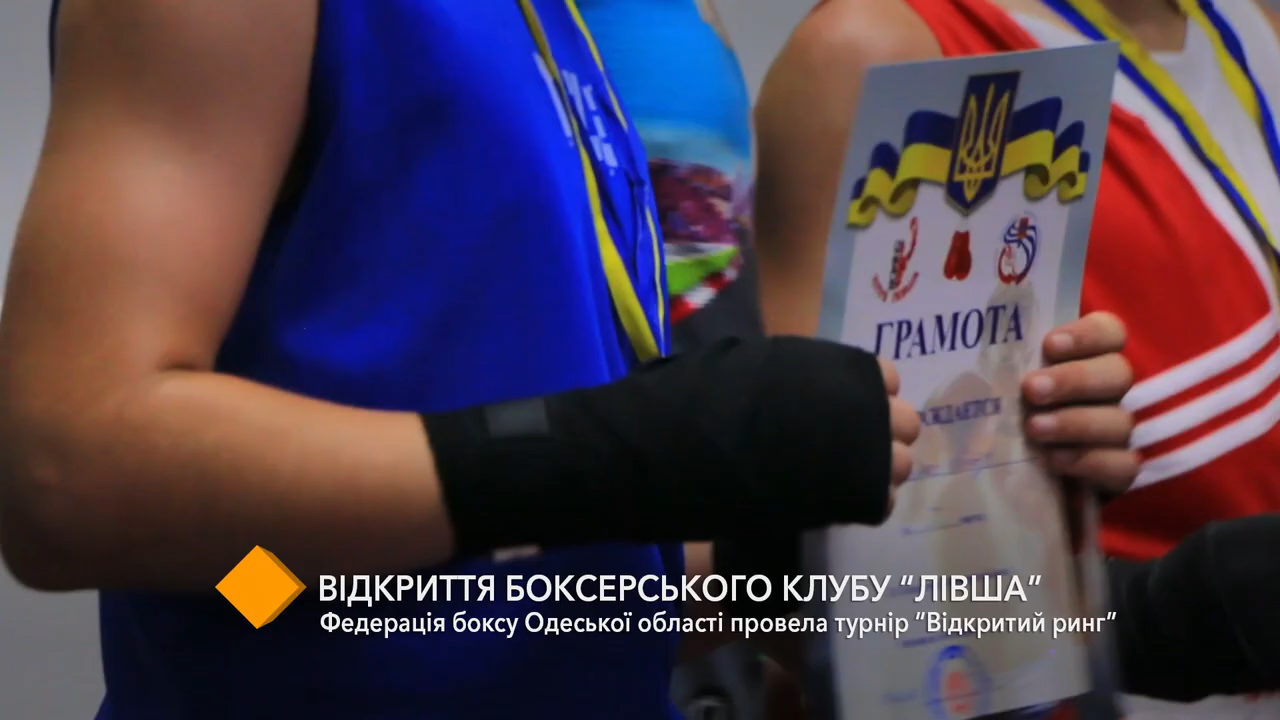 ГРАМОТА
ВІДКРИТТЯ БОКСЕРСЬКОГО КЛУБУ “ЛІВША”
Федерація боксу Одеської області провела турнір “Відкритий ринг”